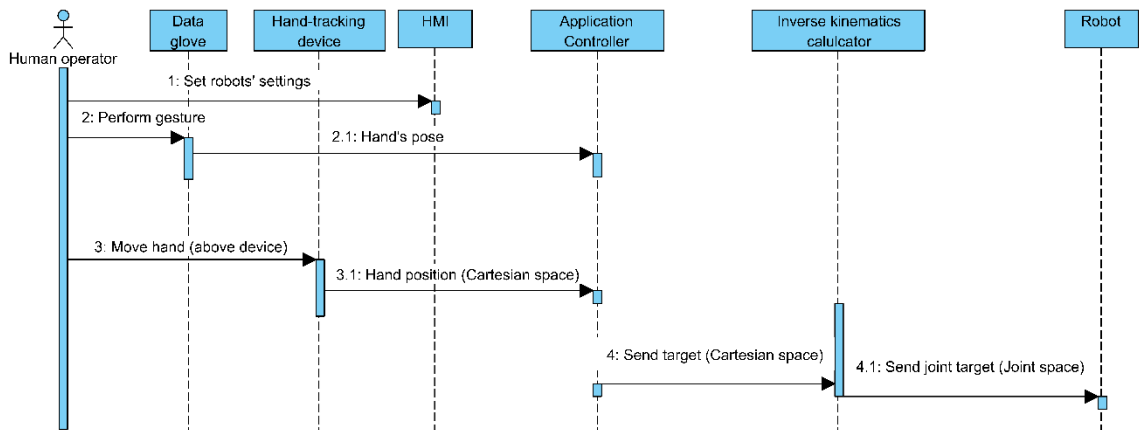 Data
glove
Hand-tracking
device
HMI
Application
Controller
Inverse kinematics
calulcator
Robot
Human operator
1: Set robots' settings
2: Perform gesture
2.1: Hand's pose
3: Move hand (above device)
3.1: Hand position (Cartesian space)
4: Send target (Cartesian space)
4.1: Send joint target (Joint space)